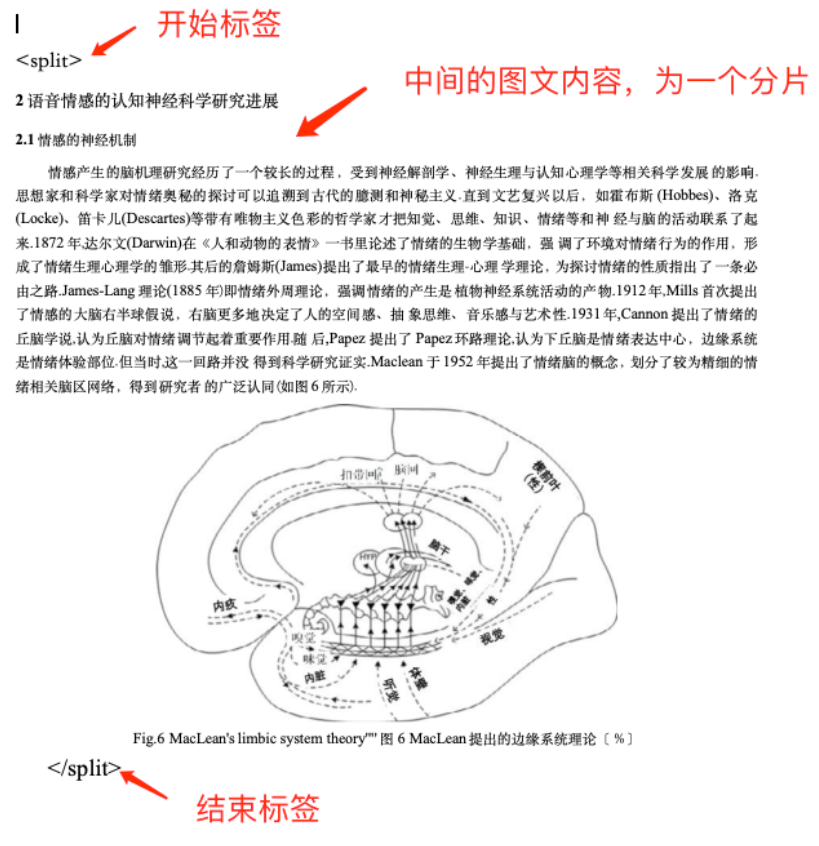 开始标签
<split>
中间的图文内容，为一个分片
2 语音情感的认知神经科学研究进展
2.1 情感的神经机制
情感产生的脑机理研究经历了一个较长的过程，受到神经解剖学、神经生理与认知心理学等相关科学发展的影响.
思想家和科学家对情绪奥秘的探讨可以追溯到古代的臆测和神秘主义.直到文艺复兴以后，如霍布斯 (Hobbes)、洛克
(Locke)、笛卡儿(Descartes)等带有唯物主义色彩的哲学家才把知觉、思维、知识、情绪等和神 经与脑的活动联系了起
来.1872 年,达尔文(Darwin)在《人和动物的表情》一书里论述了情绪的生物学基础，强 调了环境对情绪行为的作用，形
成了情绪生理心理学的雏形.其后的詹姆斯(James)提出了最早的情绪生理-心理 学理论，为探讨情绪的性质指出了一条必
由之路.James-Lang 理论(1885 年)即情绪外周理论，强调情绪的产生是 植物神经系统活动的产物.1912 年,Mills 首次提出
了情感的大脑右半球假说，右脑更多地决定了人的空间感、抽 象思维、音乐感与艺术性.1931 年,Cannon 提出了情绪的
丘脑学说,认为丘脑对情绪调节起着重要作用.随 后,Papez 提出了 Papez 环路理论,认为下丘脑是情绪表达中心，边缘系统
是情绪体验部位.但当时,这一回路并没 得到科学研究证实.Maclean 于 1952 年提出了情绪脑的概念，划分了较为精细的情
绪相关脑区网络，得到研究者 的广泛认同(如图 6 所示).
扣带回 脑间
额前叶
(性)
脑干
HYP
嗅觉、味觉、
内脏
性
内脏
视觉
嗅觉
味觉
内脏
听觉
体壁
Fig.6 MacLean's limbic system theory"" 图 6 MacLean 提出的边缘系统理论〔 % 〕
</split>
结束标签